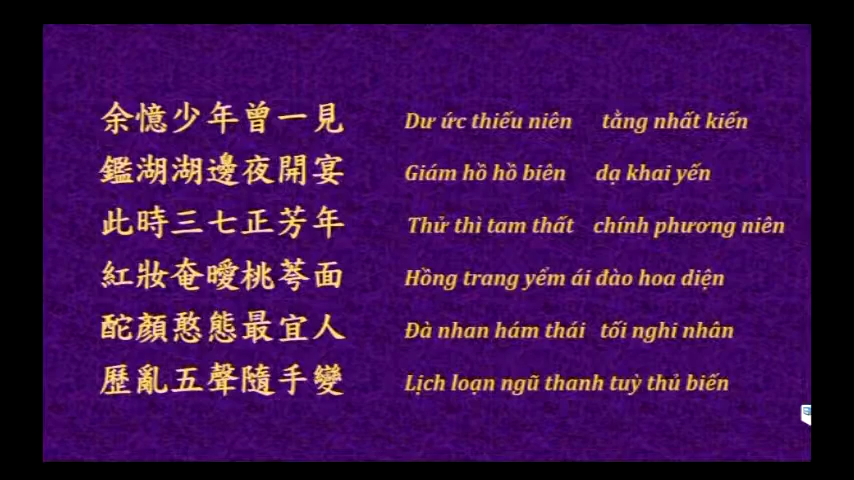 余憶少年曾一見 Dư ức thiếu niên tằng nhất kiến
鑑湖湖邊夜開宴 Giám hồ hồ biên dạ khai yến
此時三七正芳年 Thử thì tam thất chính phương niên
紅妝奄曖桃蕚面 Hồng trang yểm ái đào hoa diện
酡顏憨態最宜人 Đà nhan hám thái tối nghi nhân
歷亂五聲隨手變 Lịch loạn ngũ thanh tuỳ thủ biến